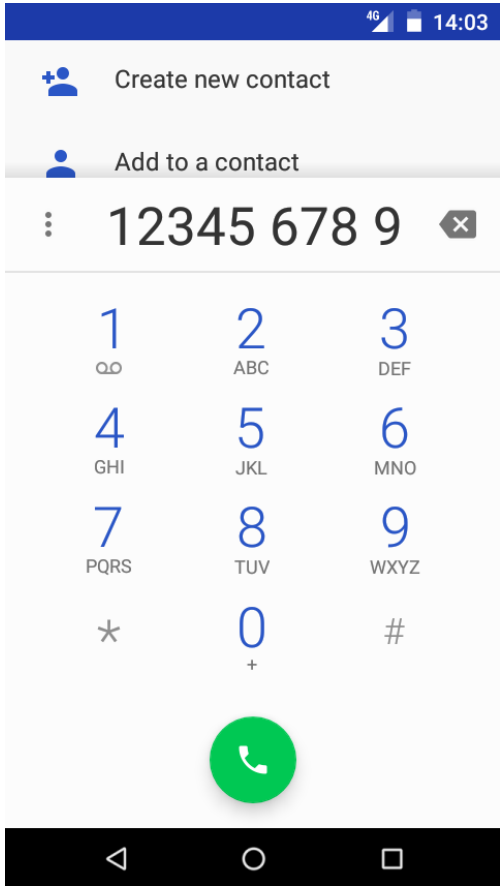 4G 14:03
Create new contact
Add to a contact
12345 678 9
1 2 3
ABC DEF
4 5 6
GHI JKL MNO
7 8 9
PQRS TUV WXYZ
* 0 #
+